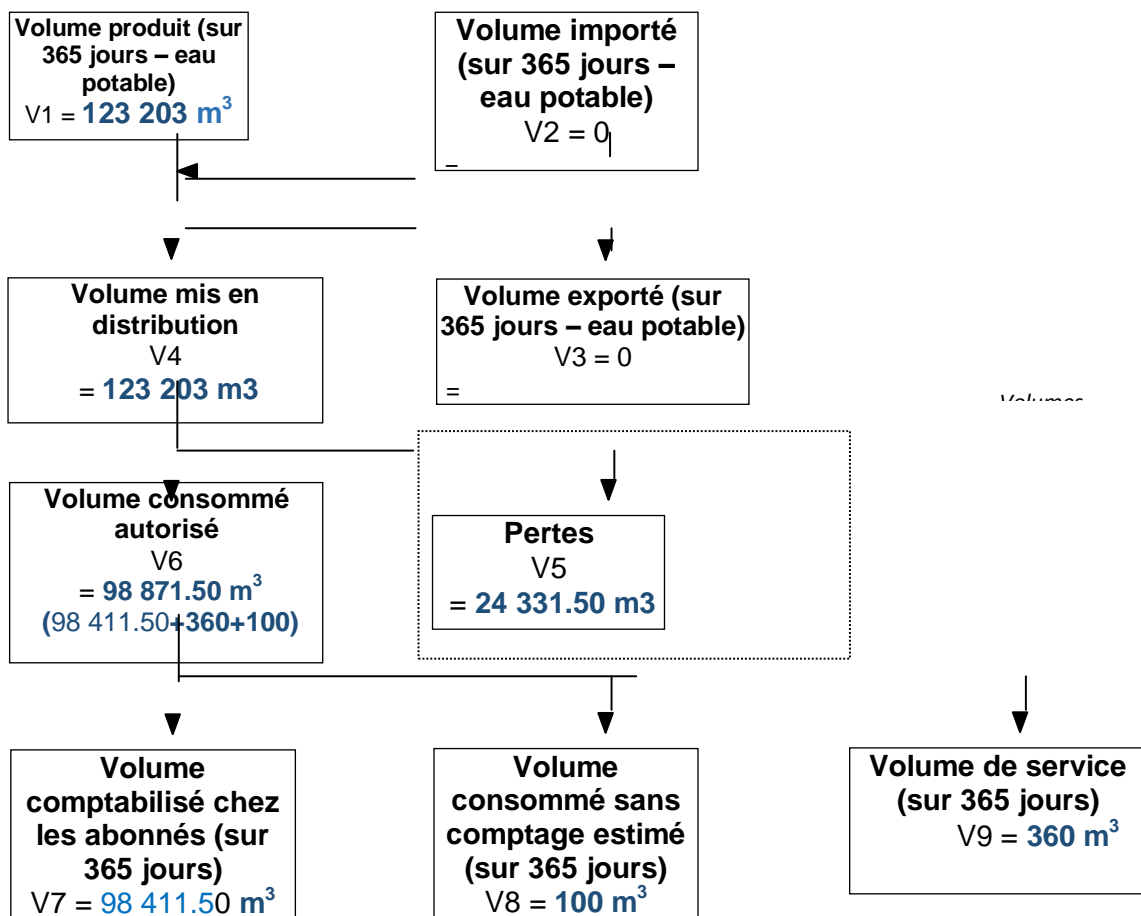 Volume produit (sur
365 jours – eau
potable)
V1 = 123 203 m³
Volume importé
(sur 365 jours –
eau potable)
V2 = 0
_
Volume mis en
distribution
V4
= 123 203 m3
Volume exporté (sur
365 jours – eau potable)
V3 = 0
=
Volume consommé
autorisé
V6
= 98 871.50 m³
(98 411.50+360+100)
Pertes
V5
= 24 331.50 m3
Volume
comptabilisé chez
les abonnés (sur
365 jours)
V7 = 98 411.50 m³
Volume
consommé sans
comptage estimé
(sur 365 jours)
V8 = 100 m³
Volume de service
(sur 365 jours)
V9 = 360 m³